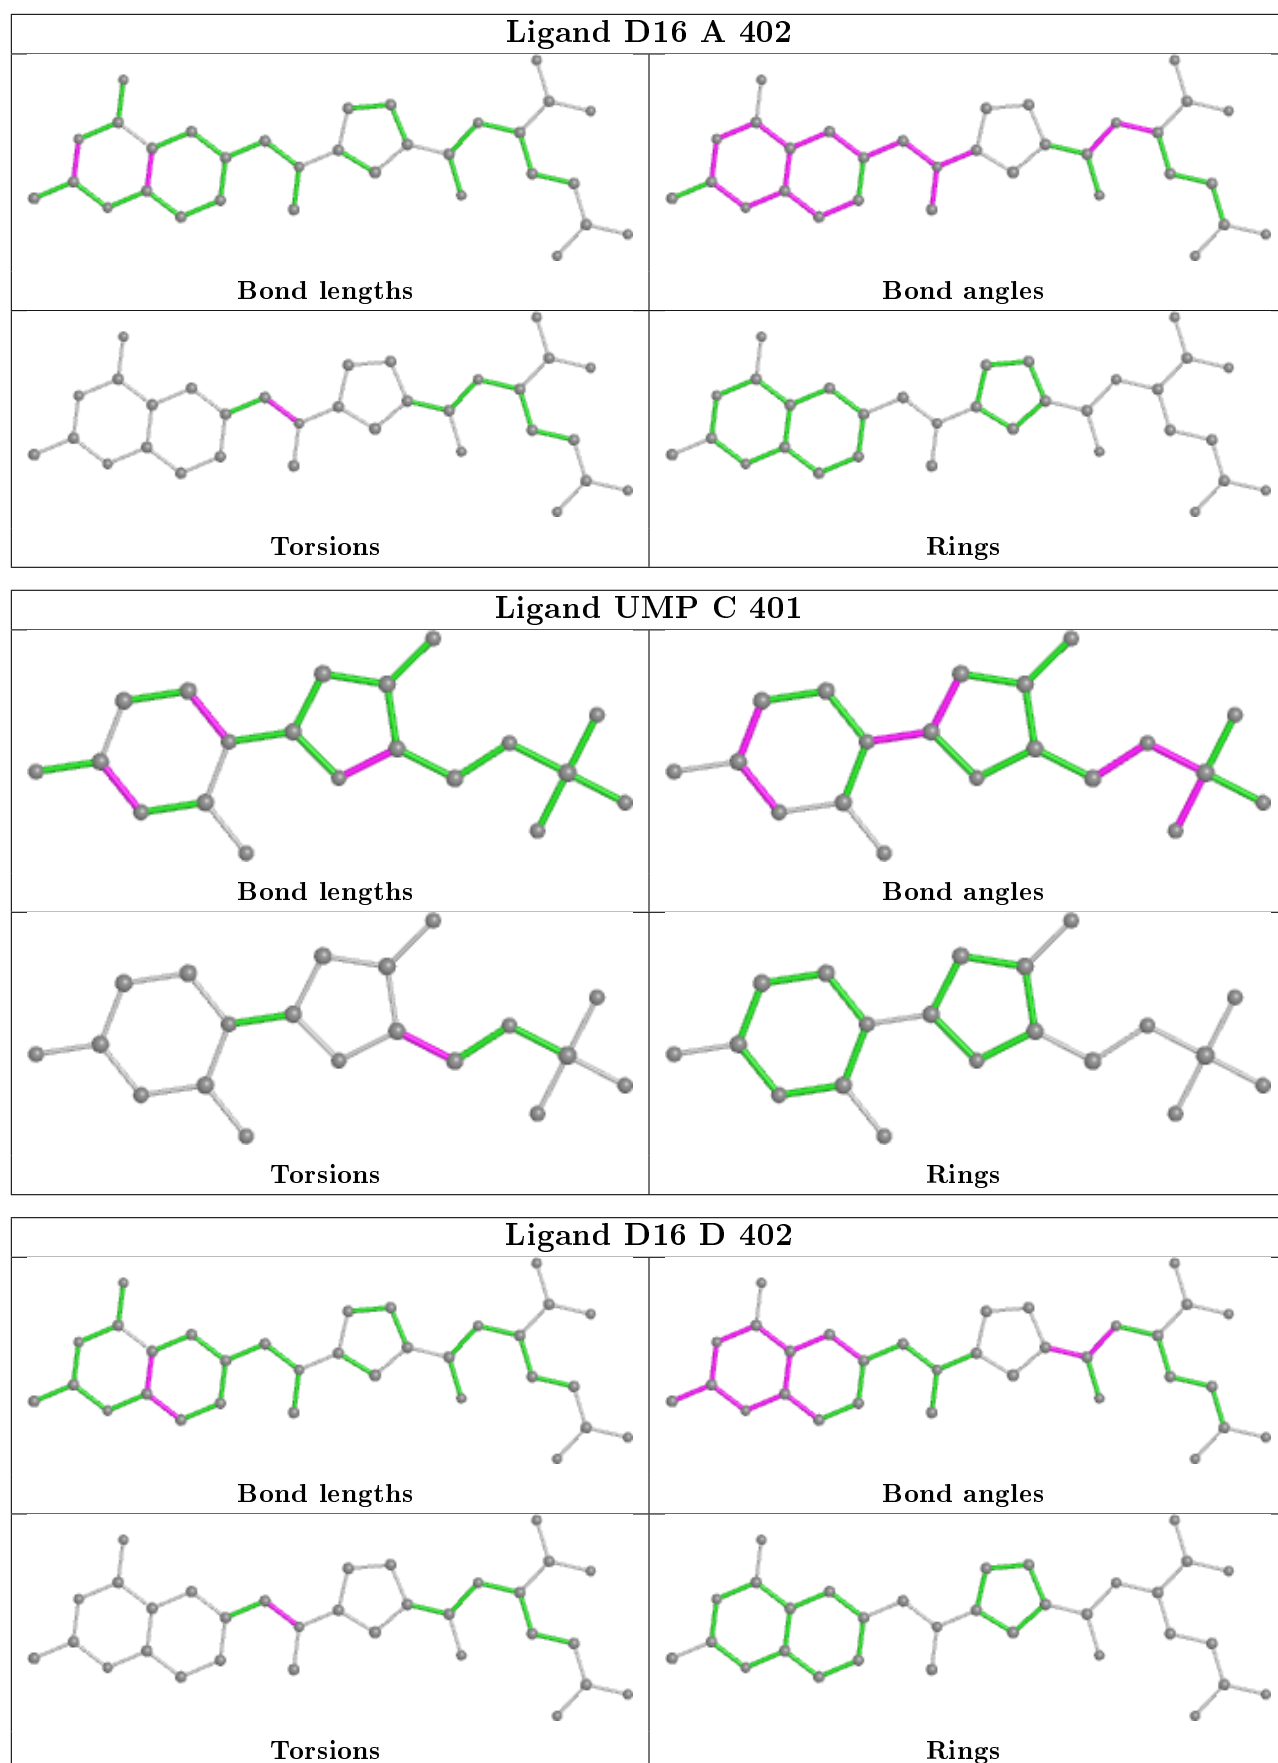 Ligand D16 A 402
Bond lengths
Bond angles
Torsions
Rings
Ligand UMP C 401
Bond lengths
Bond angles
Torsions
Rings
Ligand D16 D 402
Bond lengths
Bond angles
Torsions
Rings